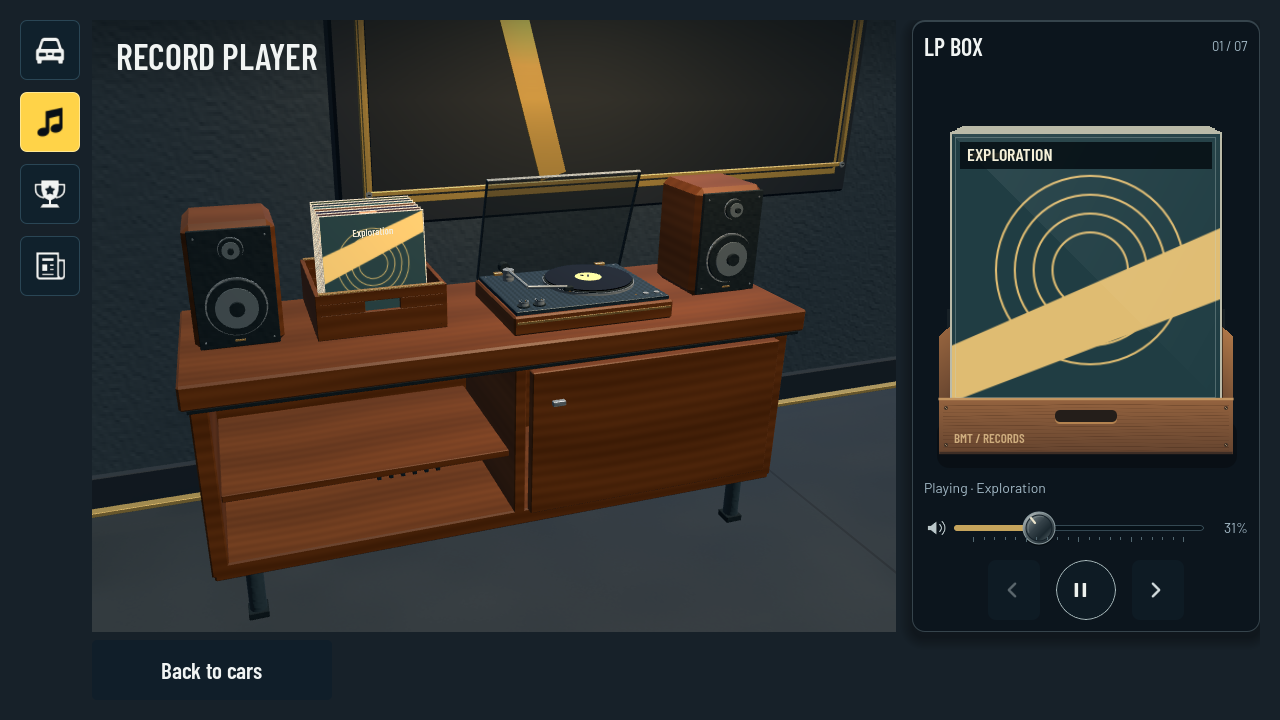 RECORD PLAYER
Exploration
LP BOX
01 / 07
EXPLORATION
BMT / RECORDS
Playing · Exploration
31%
Back to cars